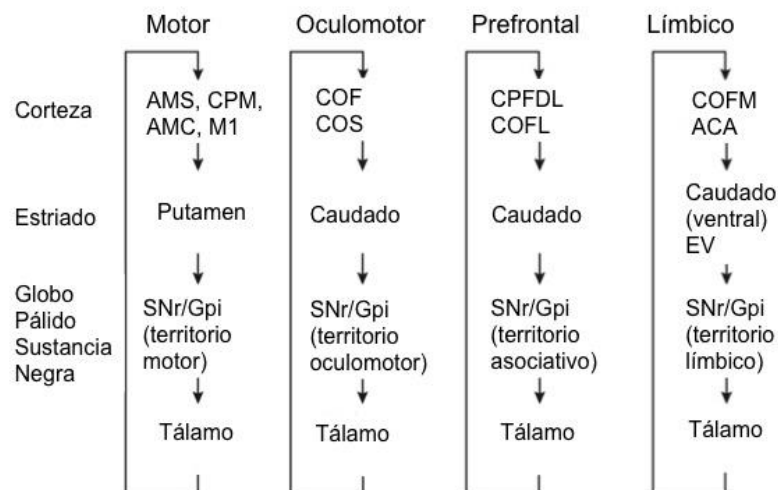 Motor Oculomotor Prefrontal Límbico
Corteza
AMS, CPM,
AMC, M1
COF
COS
CPFDL
COFL
COFM
ACA
Estriado
Putamen
Caudado
Caudado
Caudado
(ventral)
EV
Globo
Pálido
Sustancia
Negra
SNr/Gpi
(territorio
motor)
SNr/Gpi
(territorio
oculomotor)
SNr/Gpi
(territorio
asociativo)
SNr/Gpi
(territorio
límbico)
Tálamo
Tálamo
Tálamo
Tálamo